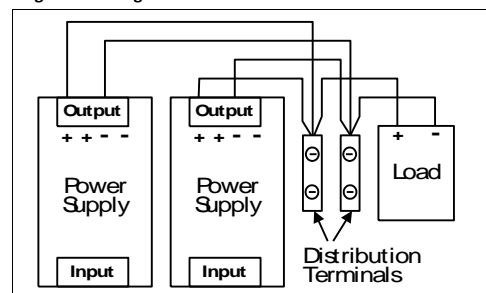 Output
+ + - -
Power
Supply
Input
Output
+ + - -
Power
Supply
Input
+ -
Load
Distribution
Terminals